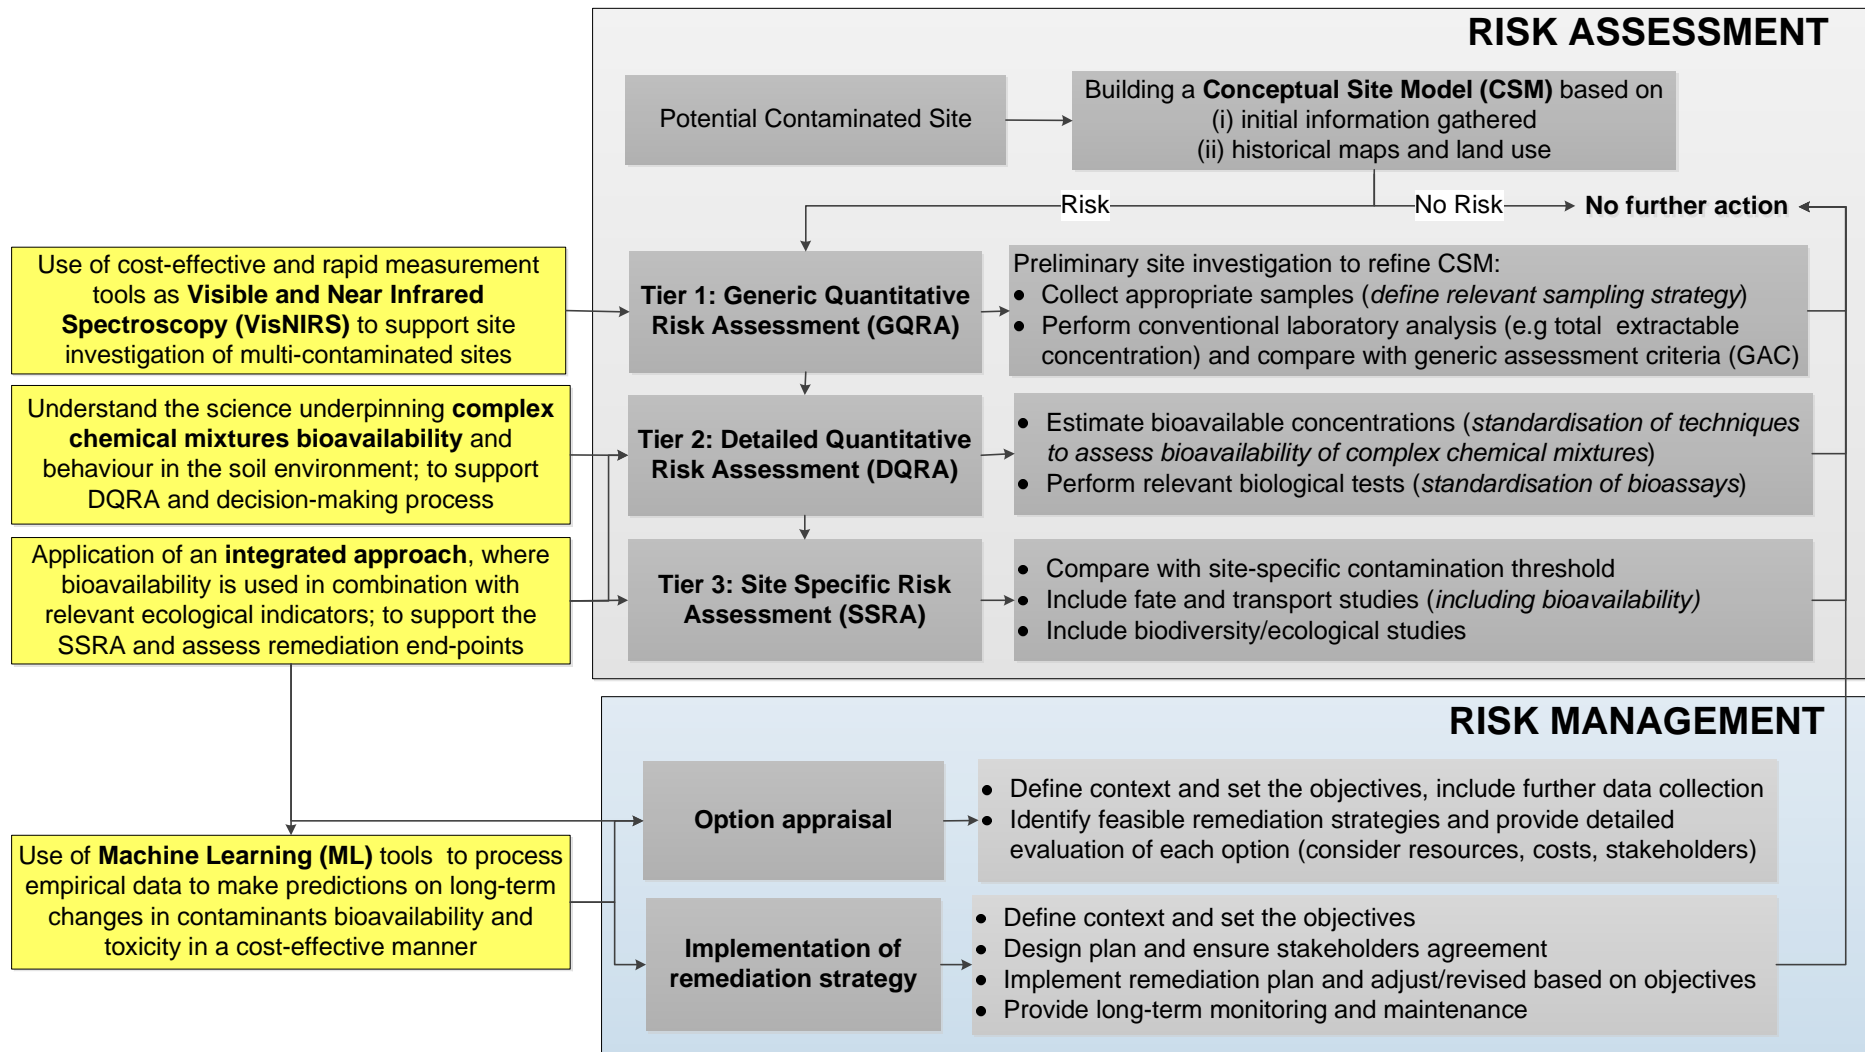 RISK ASSESSMENT
Potential Contaminated Site
Building a Conceptual Site Model (CSM) based on
(i) initial information gathered
(ii) historical maps and land use
Risk
No Risk
No further action
Use of cost-effective and rapid measurement
tools as Visible and Near Infrared
Spectroscopy (VisNIRS) to support site
investigation of multi-contaminated sites
Tier 1: Generic Quantitative
Risk Assessment (GQRA)
Preliminary site investigation to refine CSM:
• Collect appropriate samples (define relevant sampling strategy)
• Perform conventional laboratory analysis (e.g total extractable
concentration) and compare with generic assessment criteria (GAC)
Understand the science underpinning complex
chemical mixtures bioavailability and
behaviour in the soil environment; to support
DQRA and decision-making process
Tier 2: Detailed Quantitative
Risk Assessment (DQRA)
• Estimate bioavailable concentrations (standardisation of techniques
to assess bioavailability of complex chemical mixtures)
• Perform relevant biological tests (standardisation of bioassays)
Application of an integrated approach, where
bioavailability is used in combination with
relevant ecological indicators; to support the
SSRA and assess remediation end-points
Tier 3: Site Specific Risk
Assessment (SSRA)
• Compare with site-specific contamination threshold
• Include fate and transport studies (including bioavailability)
• Include biodiversity/ecological studies
RISK MANAGEMENT
Option appraisal
• Define context and set the objectives, include further data collection
• Identify feasible remediation strategies and provide detailed
evaluation of each option (consider resources, costs, stakeholders)
Use of Machine Learning (ML) tools to process
empirical data to make predictions on long-term
changes in contaminants bioavailability and
toxicity in a cost-effective manner
Implementation of
remediation strategy
• Define context and set the objectives
• Design plan and ensure stakeholders agreement
• Implement remediation plan and adjust/revised based on objectives
• Provide long-term monitoring and maintenance